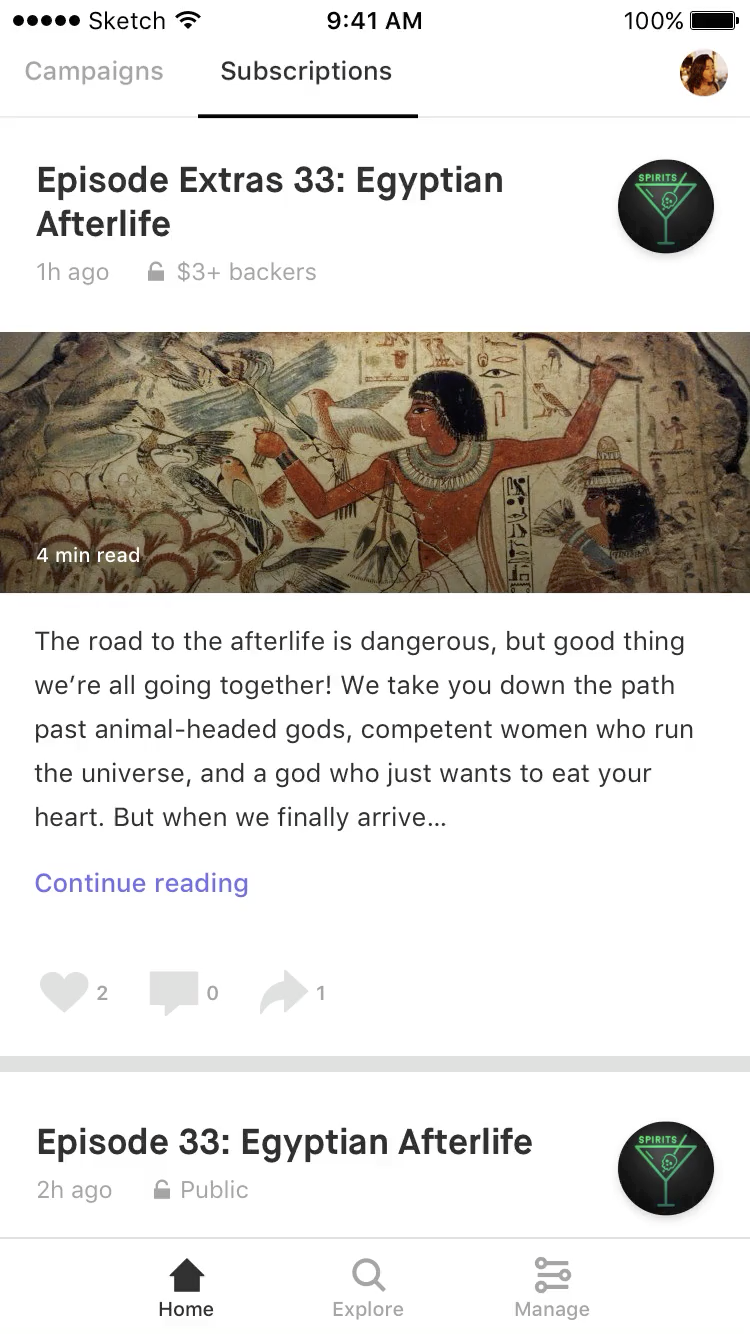 Sketch 9:41 AM 100%
Campaigns Subscriptions
Episode Extras 33: Egyptian
Afterlife
SPIRITS
1h ago $3+ backers
4 min read
The road to the afterlife is dangerous, but good thing
we’re all going together! We take you down the path
past animal-headed gods, competent women who run
the universe, and a god who just wants to eat your
heart. But when we finally arrive...
Continue reading
2 0 1
Episode 33: Egyptian Afterlife
SPIRITS
2h ago Public
Home Explore Manage